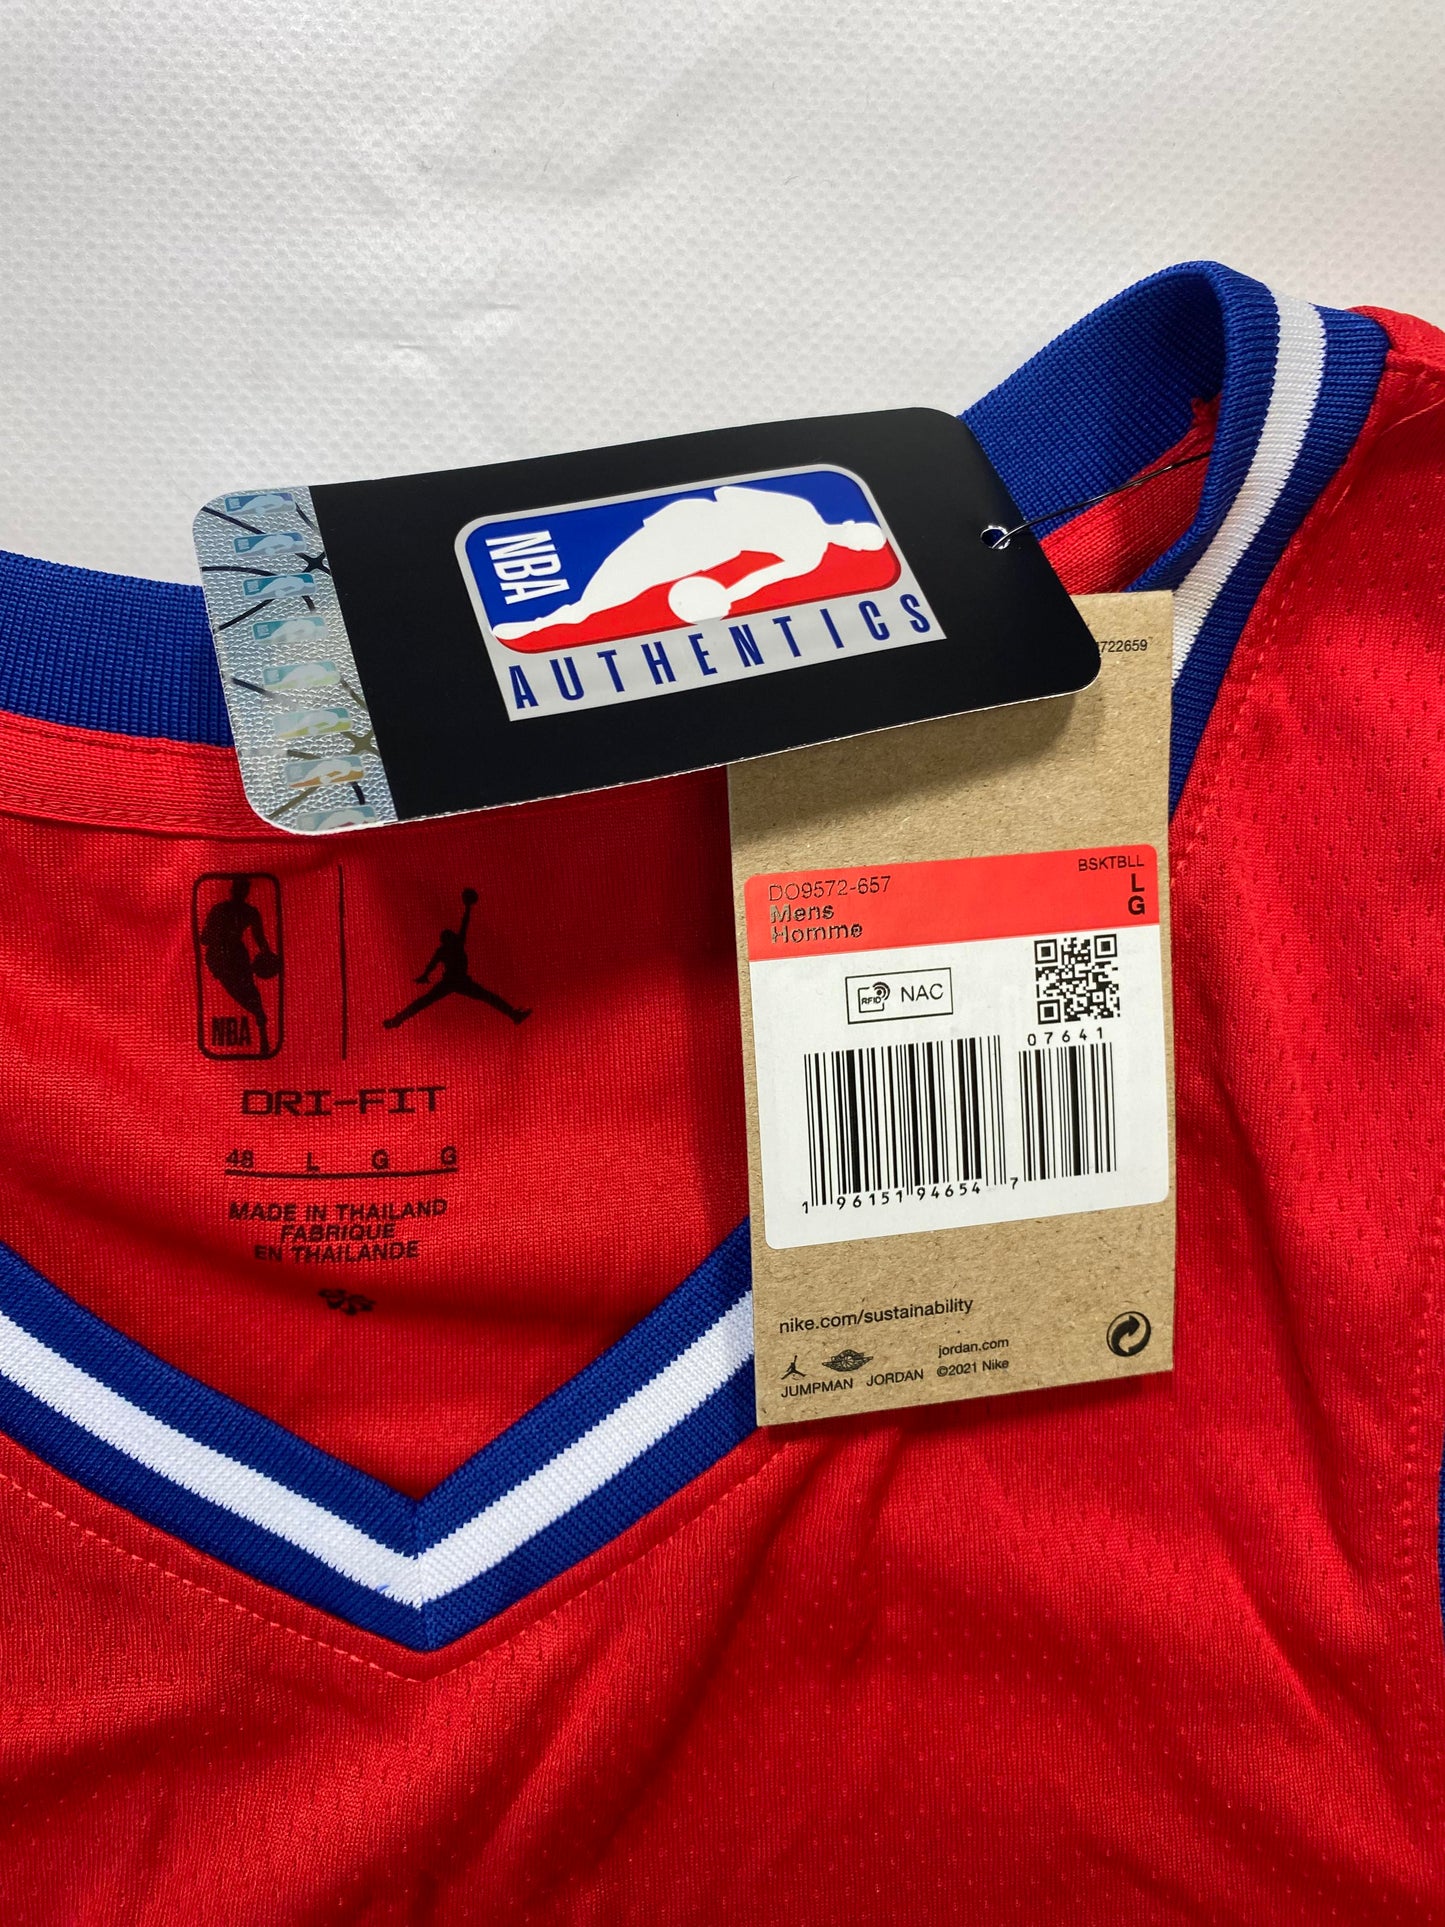 NBA
AUTHENTICS
722659
DO9572-657
BSKTBLL
Mens
L
Homme
G
RFID
NAC
07641
1 96151 94654 7
nike.com/sustainability
jordan.com
©2021 Nike
JUMPMAN JORDAN
NBA
DRI-FIT
48 L G G
MADE IN THAILAND
FABRIQUE
EN THAILANDE